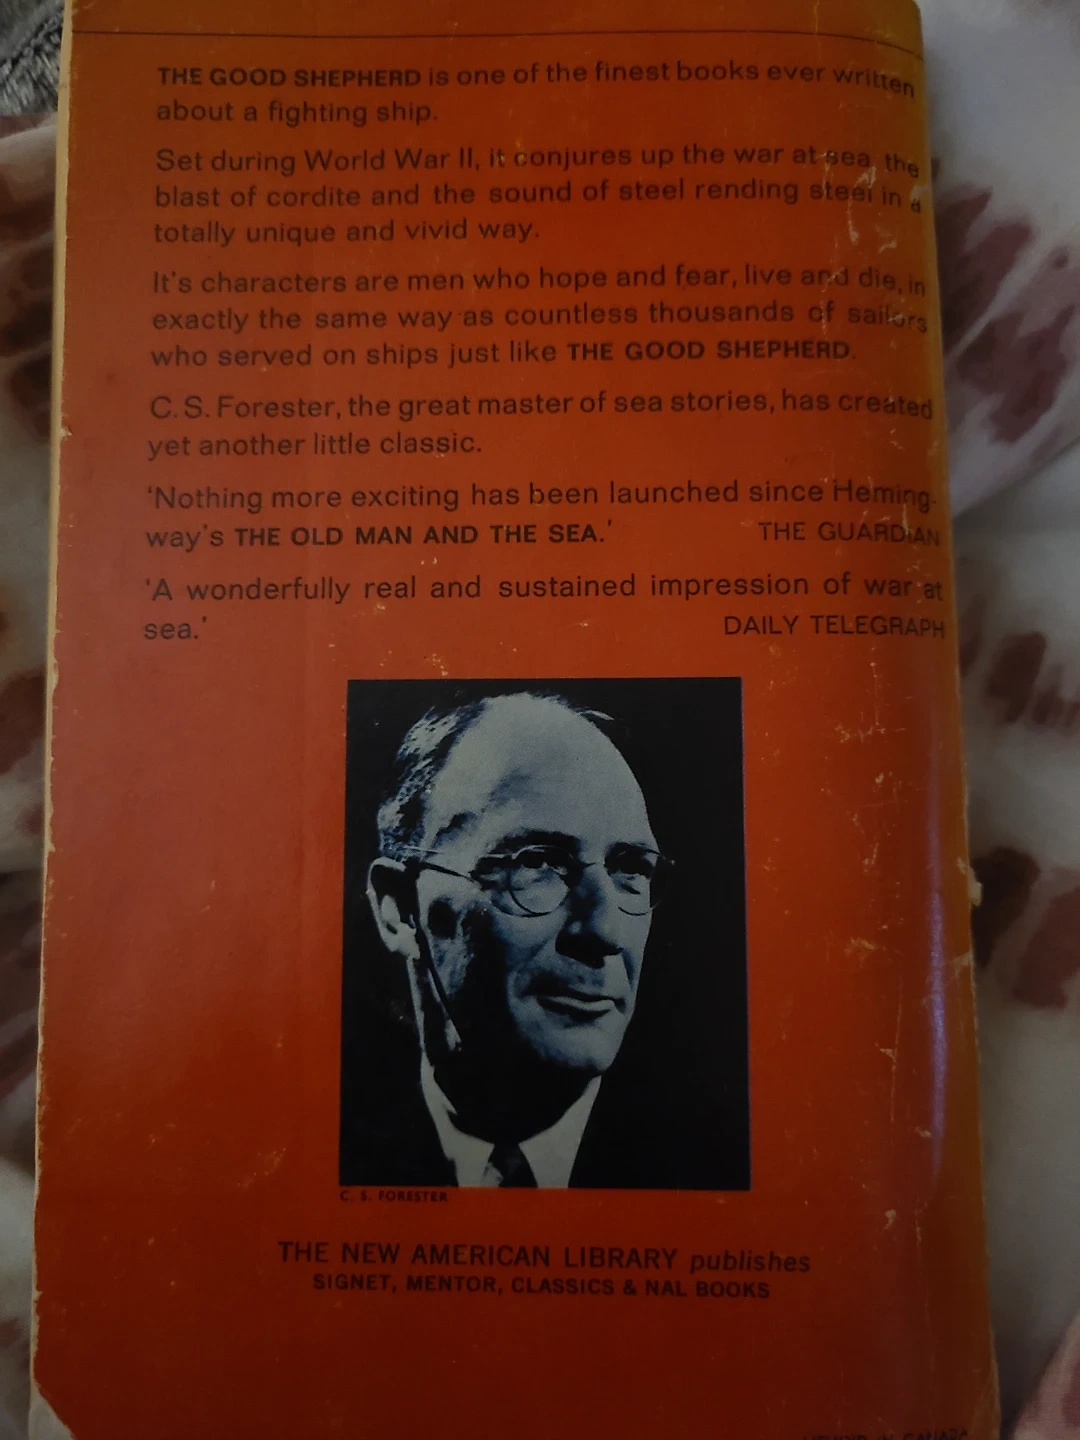 THE GOOD SHEPHERD is one of the finest books ever written
about a fighting ship.
Set during World War II, it conjures up the war at sea, the
blast of cordite and the sound of steel rending steel in a
totally unique and vivid way.
It's characters are men who hope and fear, live and die, in
exactly the same way as countless thousands of sailors
who served on ships just like THE GOOD SHEPHERD.
C. S. Forester, the great master of sea stories, has created
yet another little classic.
'Nothing more exciting has been launched since Heming-
way's THE OLD MAN AND THE SEA.' THE GUARDIAN
'A wonderfully real and sustained impression of war at
sea.' DAILY TELEGRAPH
C. S. FORESTER
THE NEW AMERICAN LIBRARY publishes
SIGNET, MENTOR, CLASSICS & NAL BOOKS